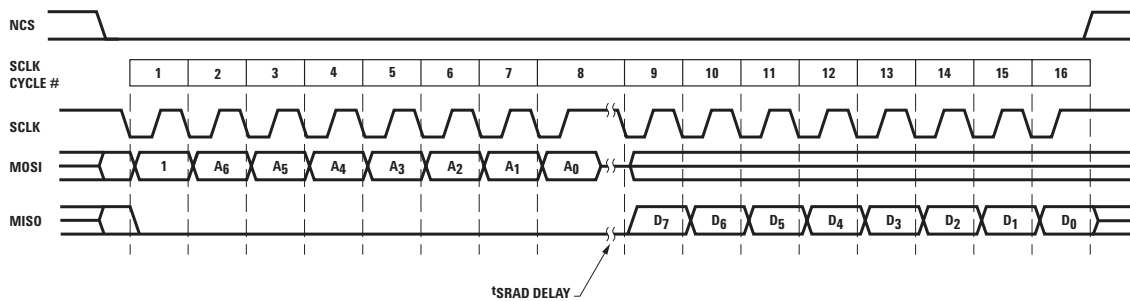 NCS
SCLK
CYCLE #
1 2 3 4 5 6 7 8 9 10 11 12 13 14 15 16
SCLK
MOSI
1 A6 A5 A4 A3 A2 A1 A0
MISO
D7 D6 D5 D4 D3 D2 D1 D0
tSRAD DELAY